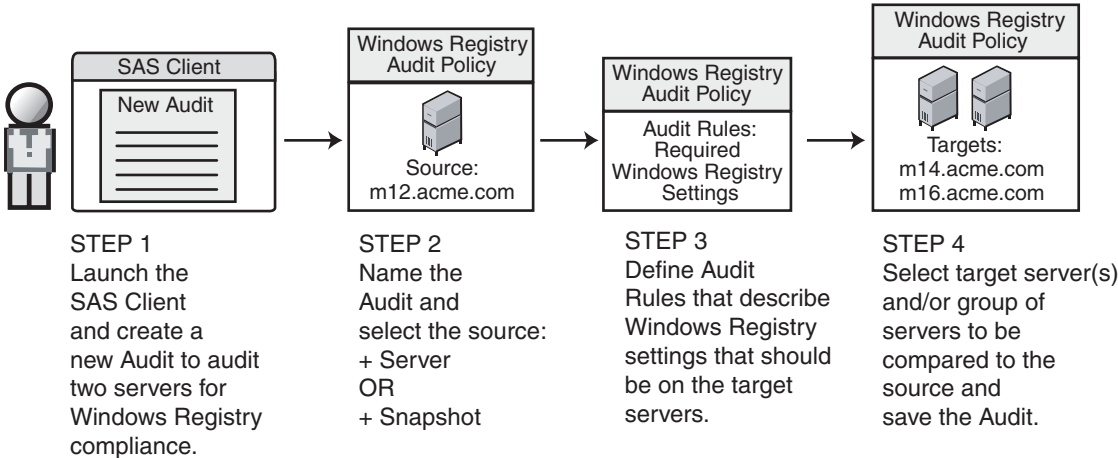 SAS Client
New Audit
Windows Registry
Audit Policy
Source:
m12.acme.com
Windows Registry
Audit Policy
Audit Rules:
Required
Windows Registry
Settings
Windows Registry
Audit Policy
Targets:
m14.acme.com
m16.acme.com
STEP 1
Launch the
SAS Client
and create a
new Audit to audit
two servers for
Windows Registry
compliance.
STEP 2
Name the
Audit and
select the source:
+ Server
OR
+ Snapshot
STEP 3
Define Audit
Rules that describe
Windows Registry
settings that should
be on the target
servers.
STEP 4
Select target server(s)
and/or group of
servers to be
compared to the
source and
save the Audit.